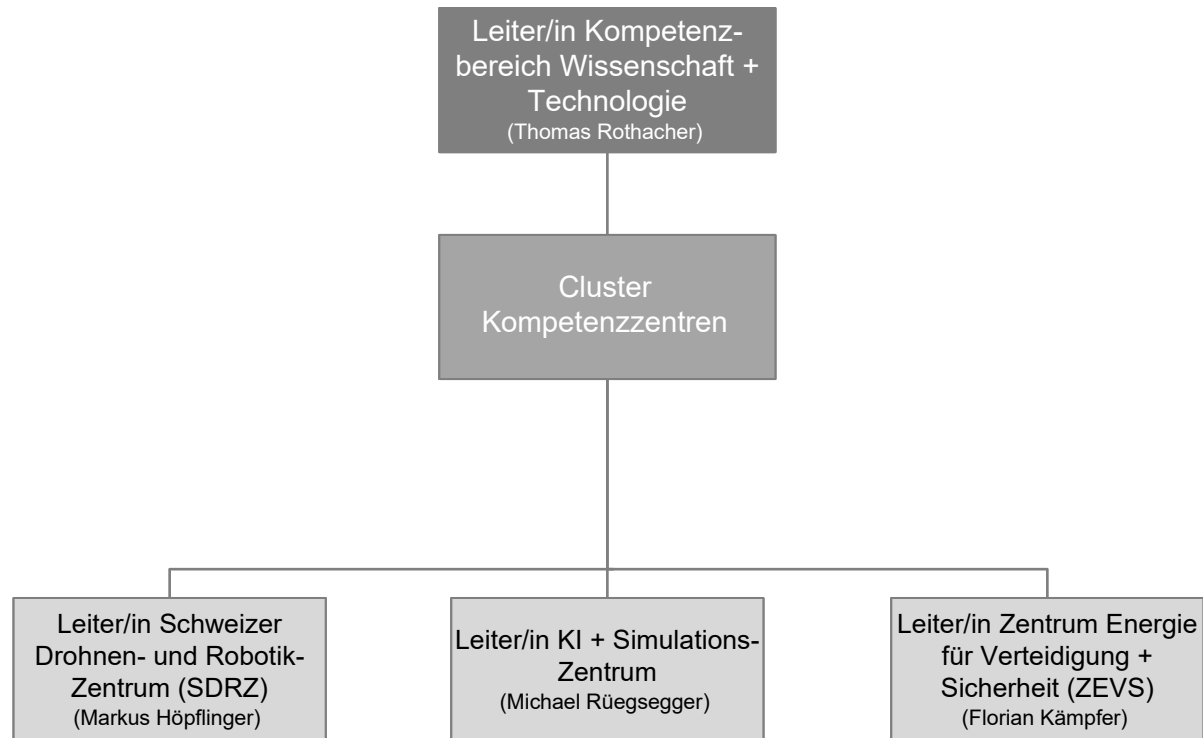 Leiter/in Kompetenz-
bereich Wissenschaft +
Technologie
(Thomas Rothacher)
Cluster
Kompetenzzentren
Leiter/in Schweizer
Drohnen- und Robotik-
Zentrum (SDRZ)
(Markus Höpflinger)
Leiter/in KI + Simulations-
Zentrum
(Michael Rüegsegger)
Leiter/in Zentrum Energie
für Verteidigung +
Sicherheit (ZEVS)
(Florian Kämpfer)